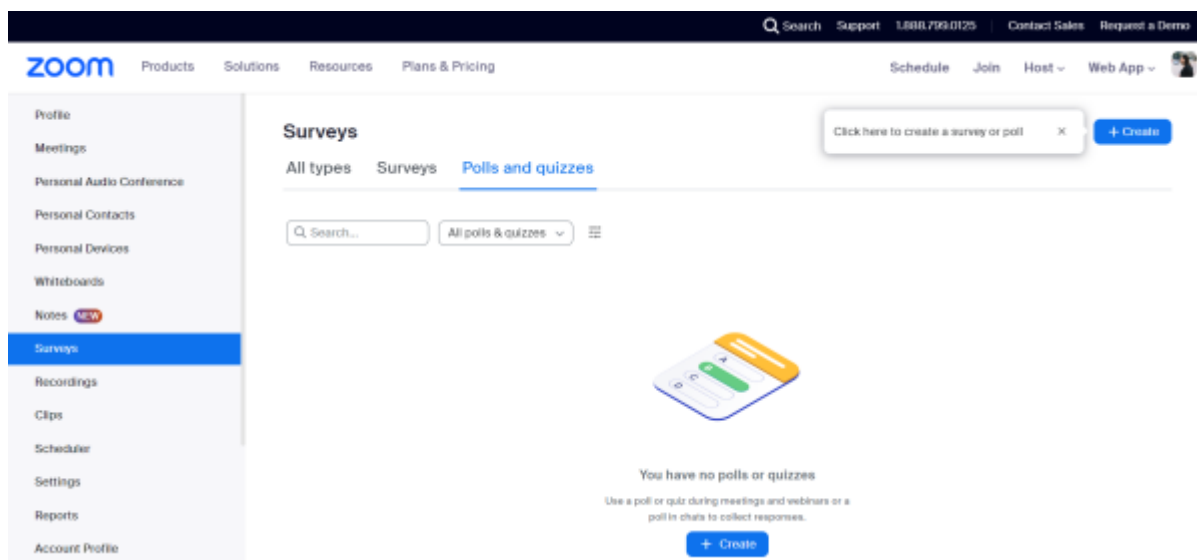 Search Support 1.888.799.0125 Contact Sales Request a Demo
zoom Products Solutions Resources Plans & Pricing Schedule Join Host Web App
Profile
Meetings
Personal Audio Conference
Personal Contacts
Personal Devices
Whiteboards
Notes NEW
Surveys
Recordings
Clips
Scheduler
Settings
Reports
Account Profile
Surveys
Click here to create a survey or poll × + Create
All types Surveys Polls and quizzes
Search... All polls & quizzes
A
B
C
D
You have no polls or quizzes
Use a poll or quiz during meetings and webinars or a
poll in chats to collect responses.
+ Create